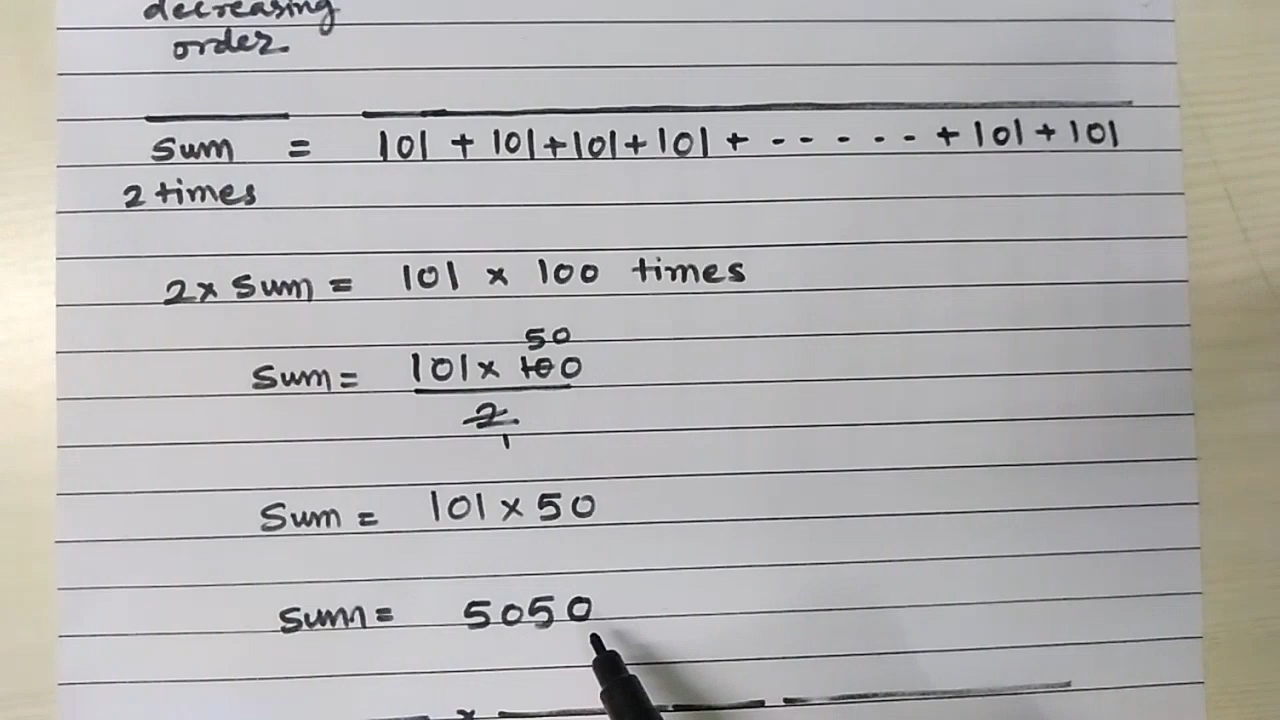 decreasing
order.
Sum = 101 + 101 + 101 + 101 + - - - - - + 101 + 101
2 times
2 x Sum = 101 x 100 times
50
Sum = 101 x 100
2
1
Sum = 101 x 50
Sum = 5050
x